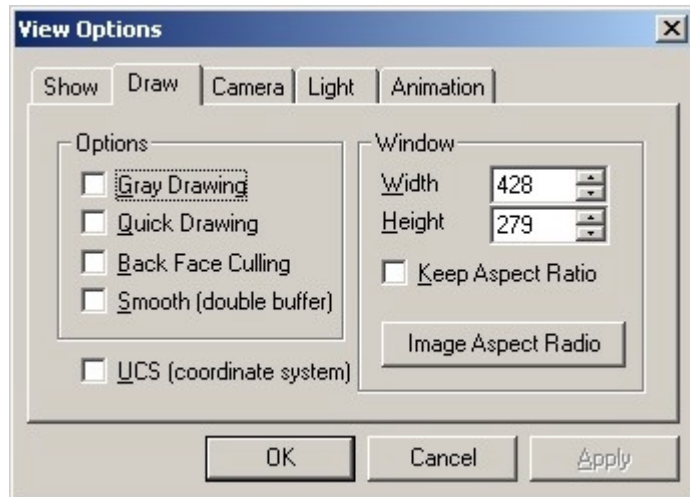 View Options
Show Draw Camera Light Animation
Options
Gray Drawing
Quick Drawing
Back Face Culling
Smooth (double buffer)
UCS (coordinate system)
Window
Width 428
Height 279
Keep Aspect Ratio
Image Aspect Radio
OK Cancel Apply